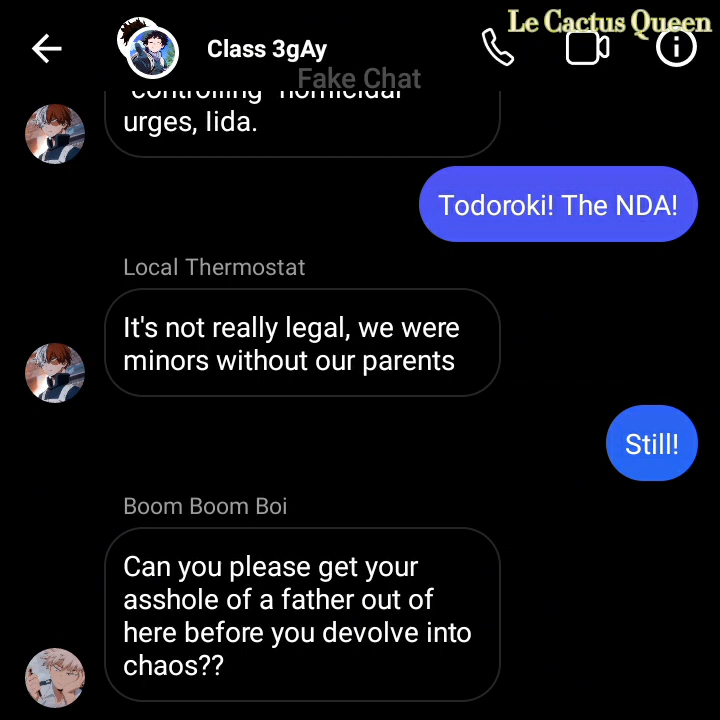 Le Cactus Queen
Class 3gAy
Fake Chat
"controlling" homicidal
urges, Iida.
Todoroki! The NDA!
Local Thermostat
It's not really legal, we were
minors without our parents
Still!
Boom Boom Boi
Can you please get your
asshole of a father out of
here before you devolve into
chaos??